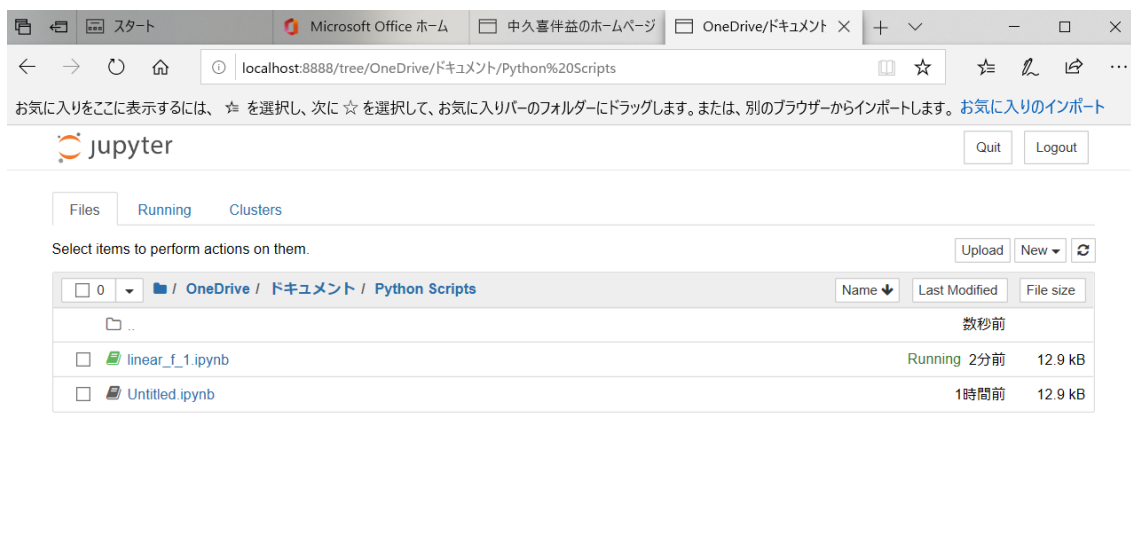 スタート Microsoft Office ホーム 中久喜伴益のホームページ OneDrive/ドキュメント
localhost:8888/tree/OneDrive/ドキュメント/Python%20Scripts
お気に入りをここに表示するには、 を選択し、次に ☆ を選択して、お気に入りバーのフォルダーにドラッグします。または、別のブラウザーからインポートします。 お気に入りのインポート
jupyter Quit Logout
Files Running Clusters
Select items to perform actions on them. Upload New
0 / OneDrive / ドキュメント / Python Scripts Name Last Modified File size
.. 数秒前
linear_f_1.ipynb Running 2分前 12.9 kB
Untitled.ipynb 1時間前 12.9 kB